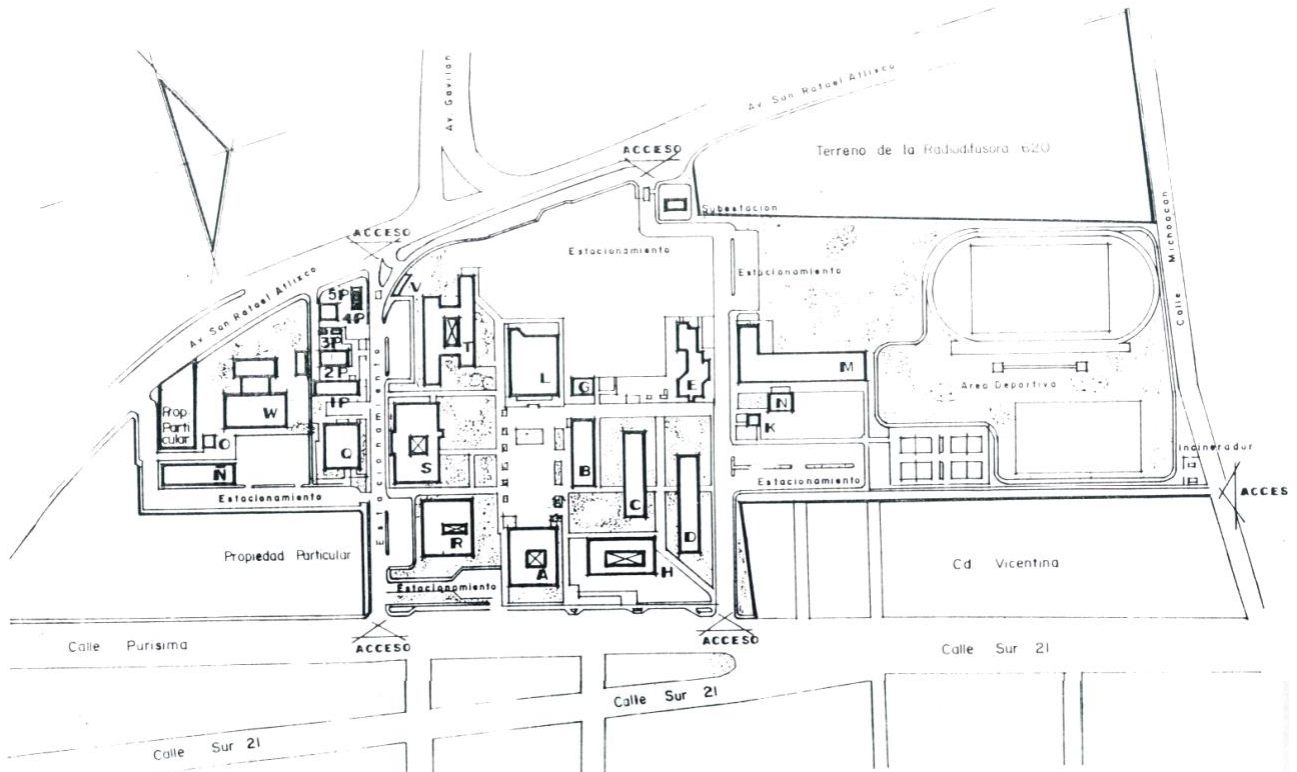 Av. Gavilan
Av. San Rafael Atlixco
ACCESO
Terreno de la Radiodifusora 620
Subestacion
Calle Michoacan
ACCESO
Estacionamiento
Estacionamiento
Av. San Rafael Atlixco
5P
4P
3P
2P
1P
V
L
G
E
M
N
K
Area Deportiva
Prop.
Parti
cular
W
O
Ñ
Q
S
Estacionamiento
B
C
D
Incinerador
ACCES
Estacionamiento
Estacionamiento
Propiedad Particular
R
A
H
Cd Vicentina
Estacionamiento
ACCESO
ACCESO
Calle Purisima
Calle Sur 21
Calle Sur 21
Calle Sur 21